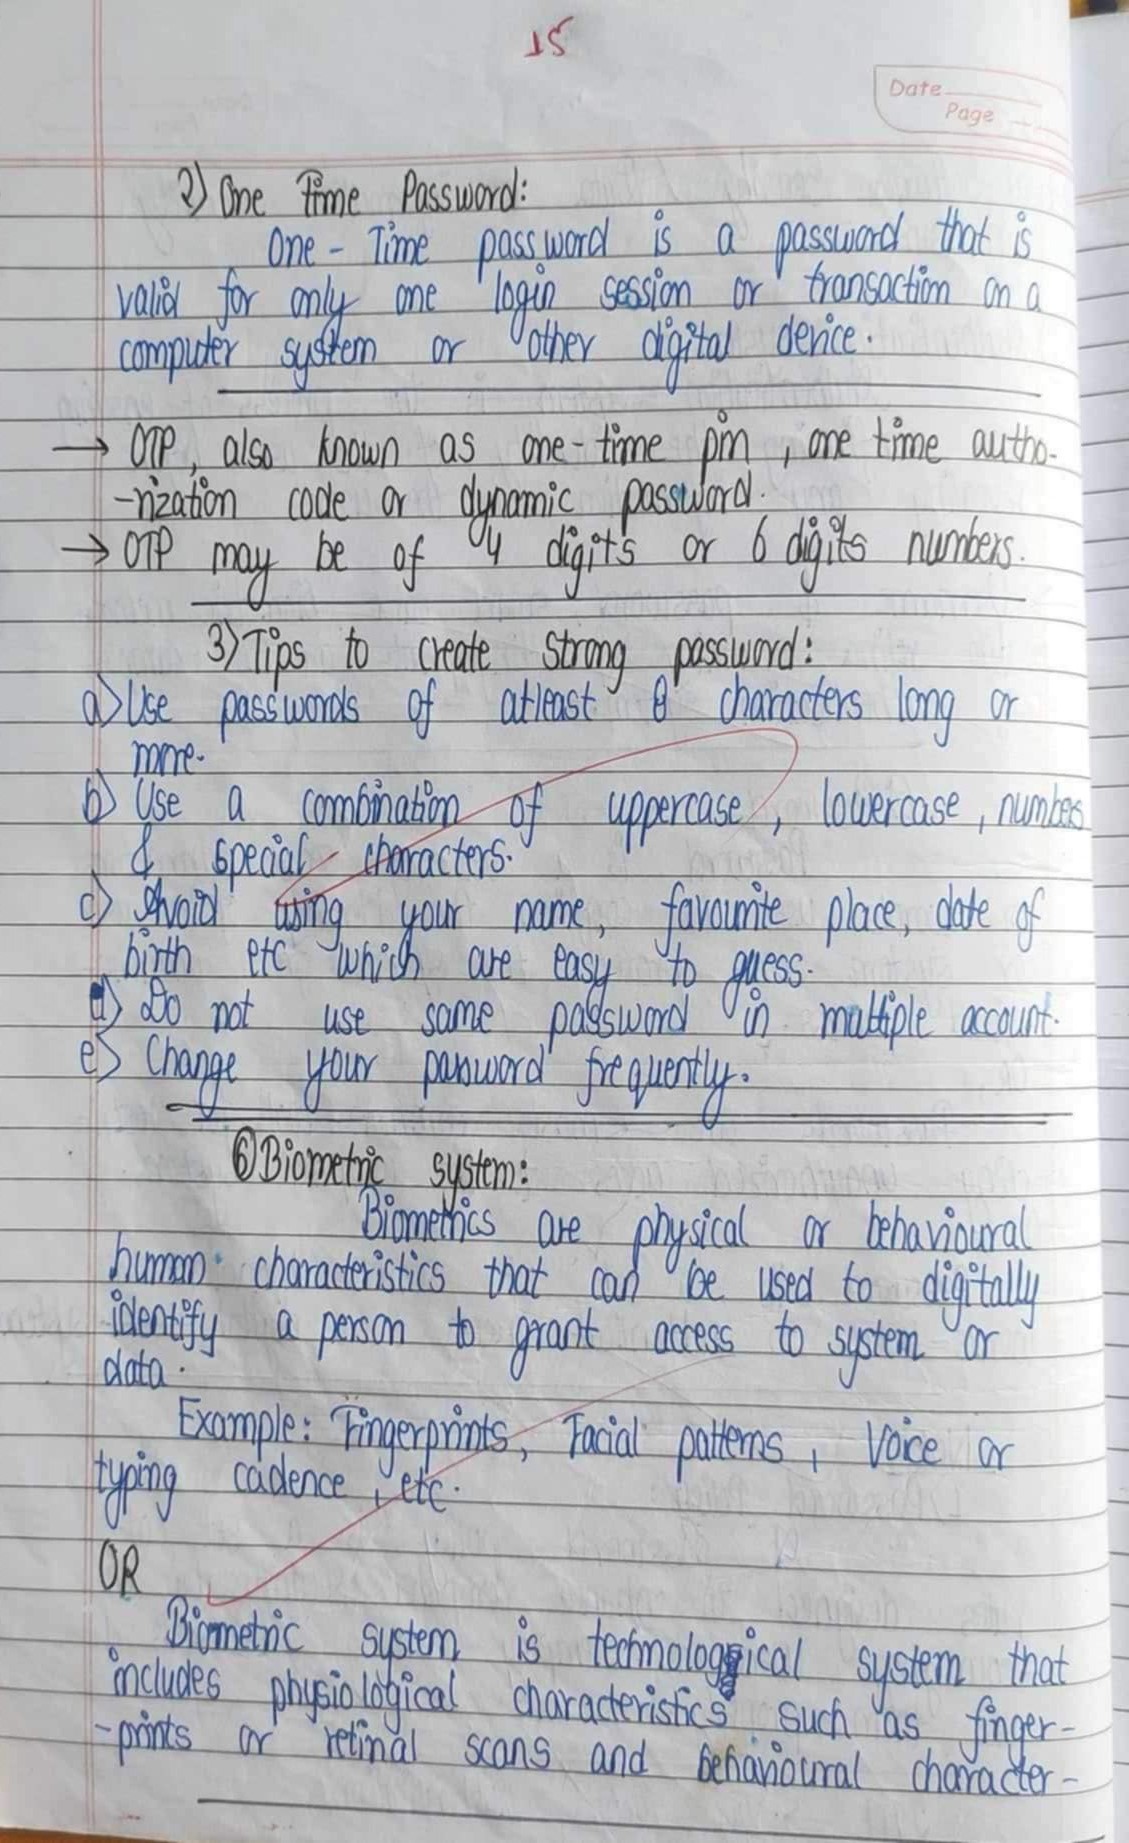 15
Date
Page
2) One Time Password:
One-Time password is a password that is
valid for only one login session or transaction on a
computer system or other digital device.
→ OTP, also known as one-time pin, one time autho-
-rization code or dynamic password.
→ OTP may be of 4 digits or 6 digits numbers.
3) Tips to create strong password:
a) Use passwords of atleast 8 characters long or
more.
b) Use a combination of uppercase, lowercase, numbers
& special characters.
c) Avoid using your name, favourite place, date of
birth etc which are easy to guess.
d) Do not use same password in multiple account.
e) Change your password frequently.
⑥ Biometric system:
Biometrics are physical or behavioural
human characteristics that can be used to digitally
identify a person to grant access to system or
data.
Example: Fingerprints, Facial patterns, Voice or
typing cadence, etc.
OR
Biometric system is technological system that
includes physiological characteristics such as finger-
-prints or retinal scans and behavioural character-